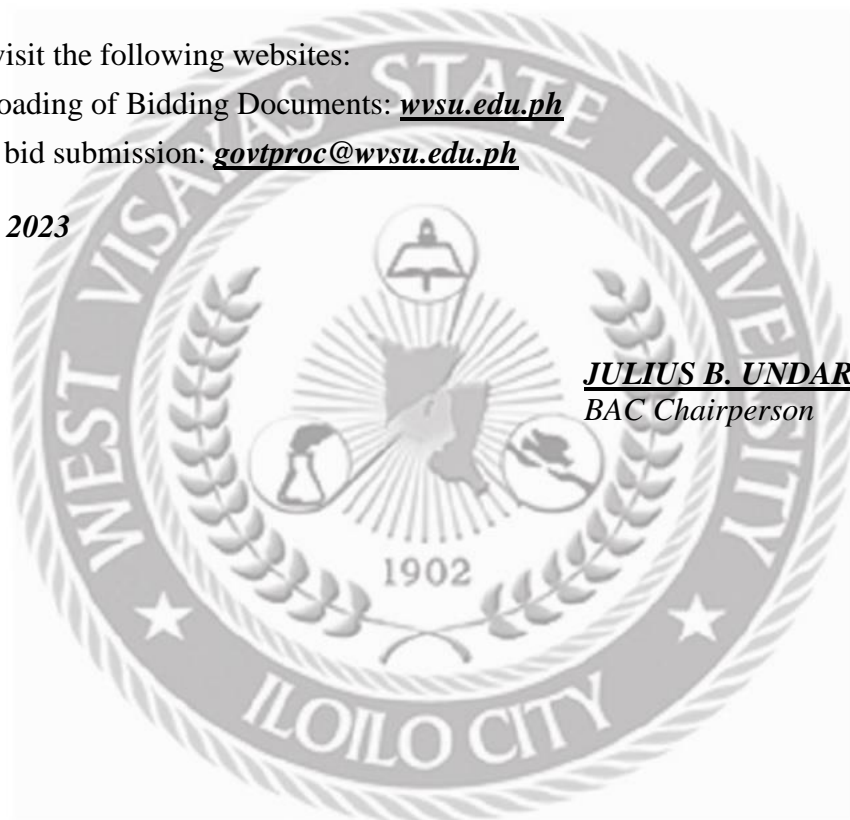 visit the following websites:
oading of Bidding Documents: wvsu.edu.ph
bid submission: govtproc@wvsu.edu.ph
2023
JULIUS B. UNDAR
BAC Chairperson
WEST VISAYAS STATE UNIVERSITY
1902
ILOILO CITY